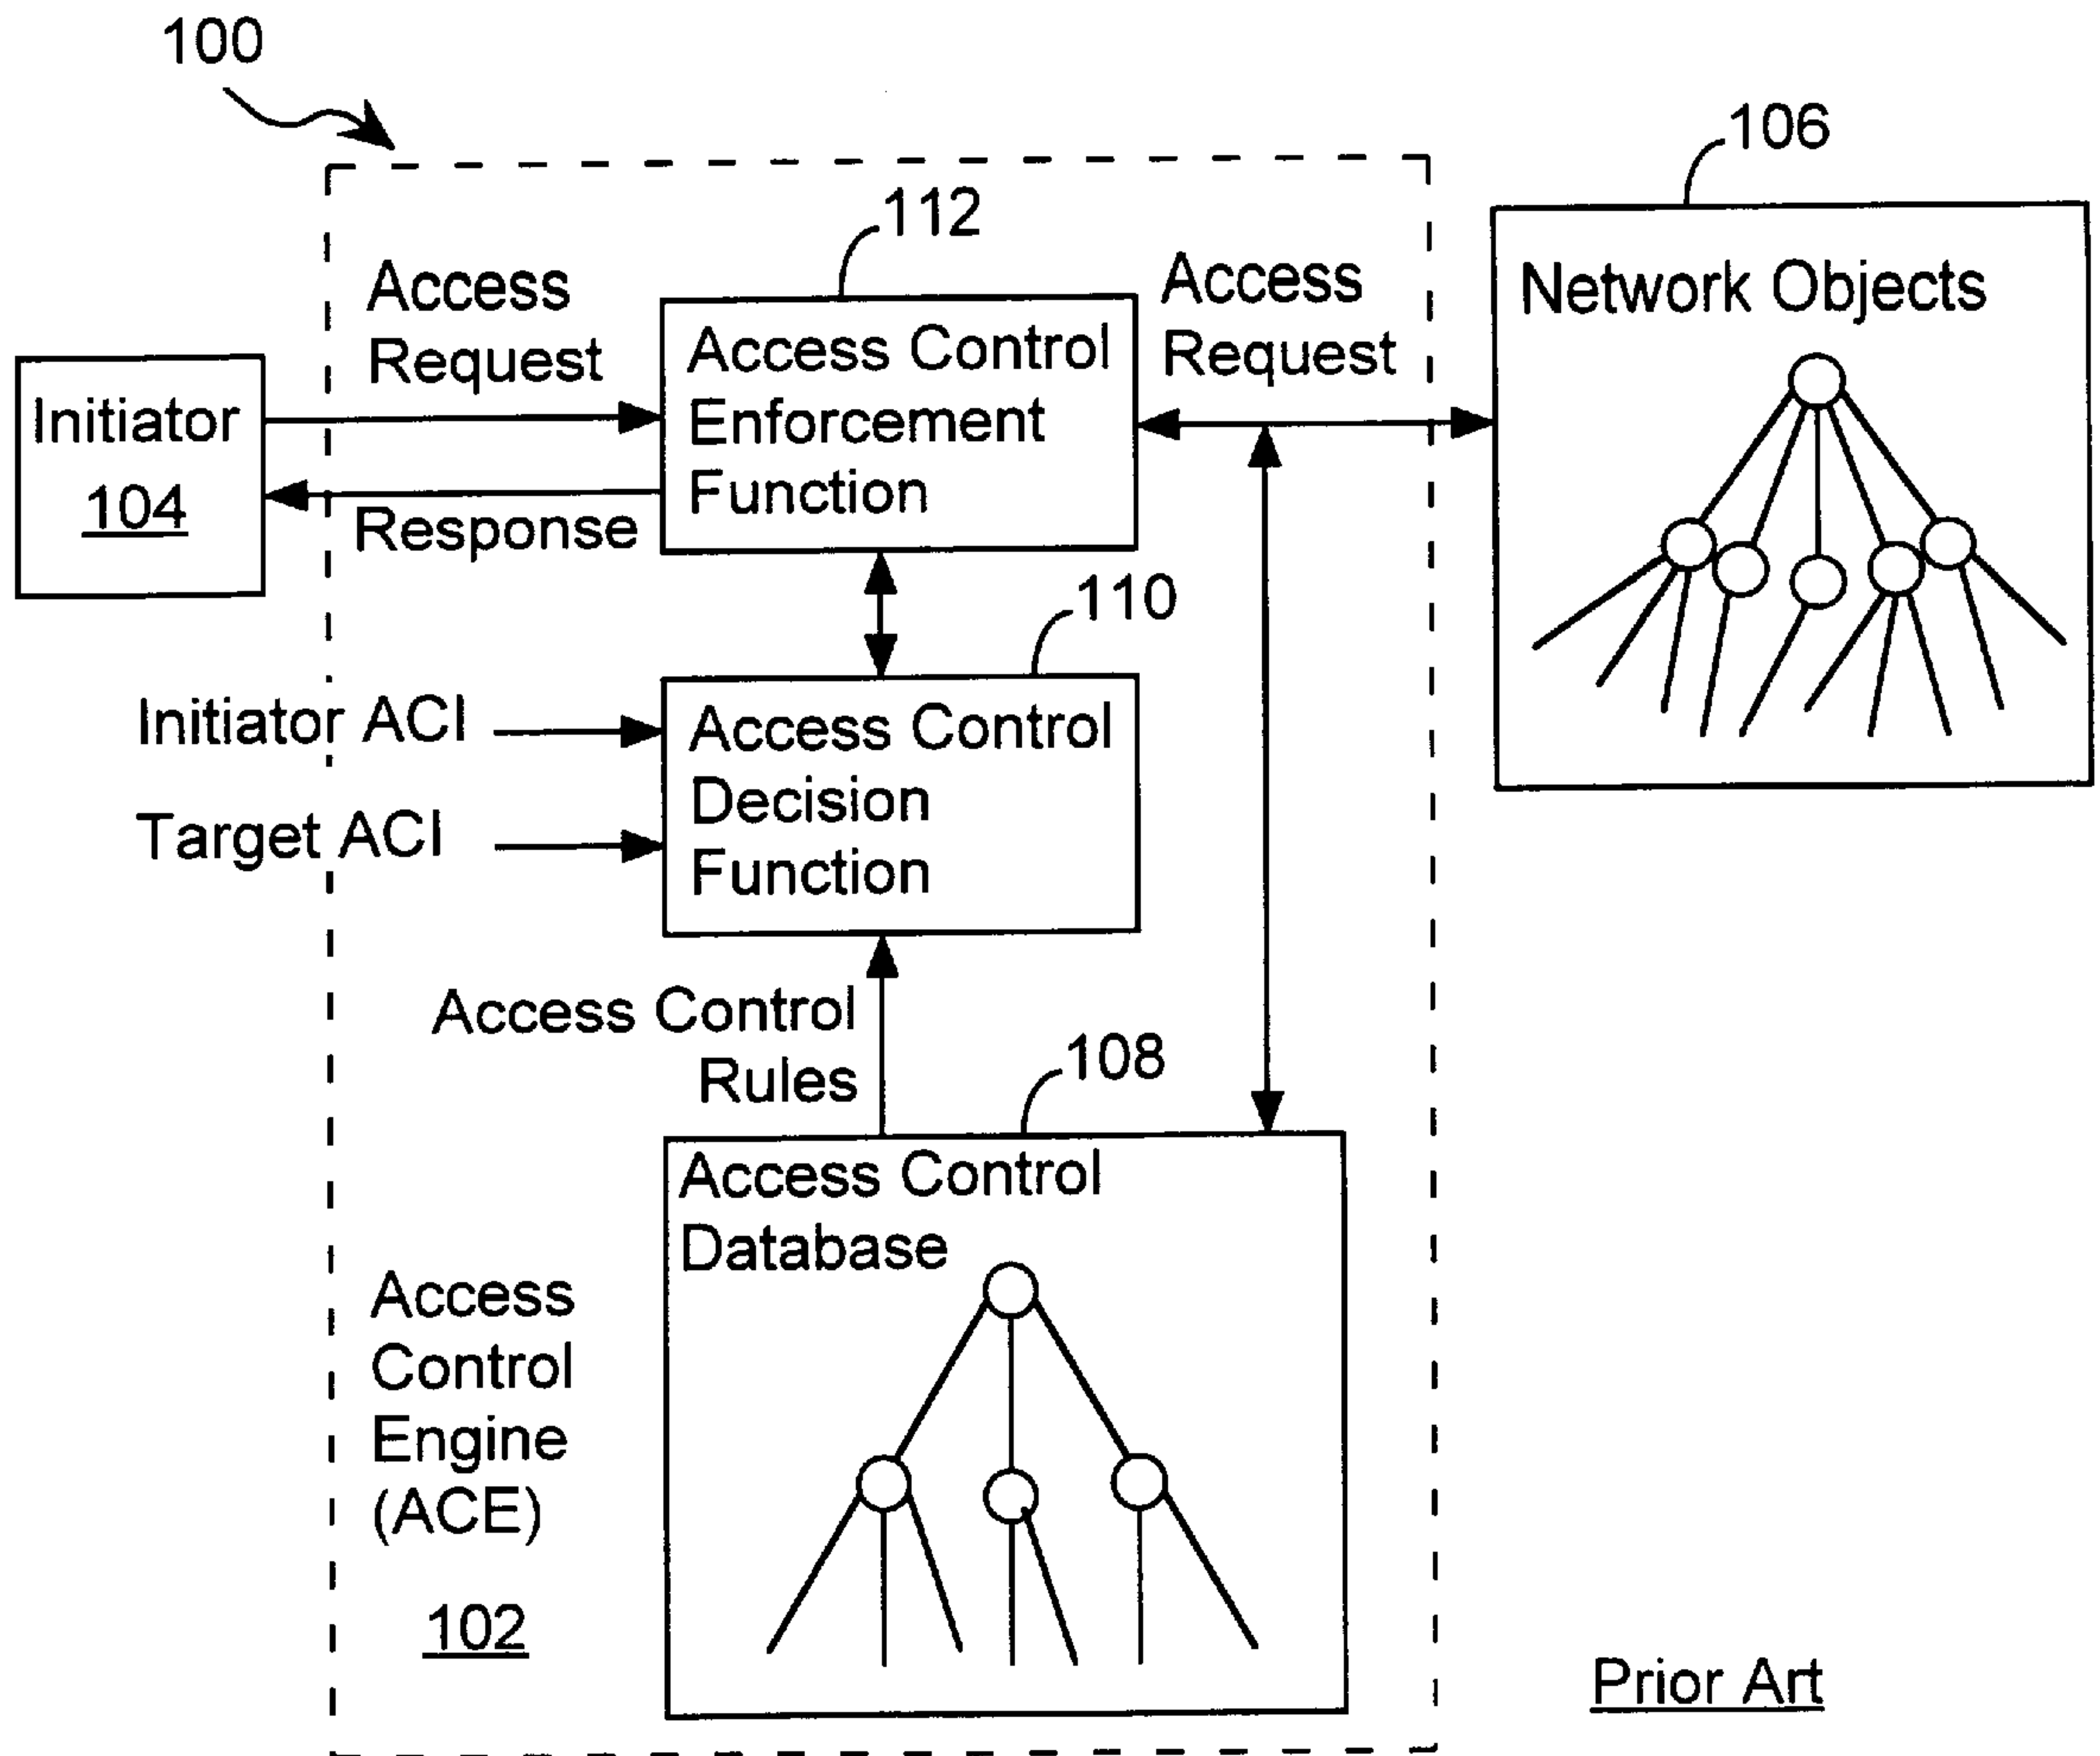 100
106
112
Access
Request
Access Control
Enforcement
Function
Access
Request
Network Objects
Initiator
104
Response
110
Initiator ACI
Target ACI
Access Control
Decision
Function
Access Control
Rules
108
Access Control
Database
Access
Control
Engine
(ACE)
102
Prior Art